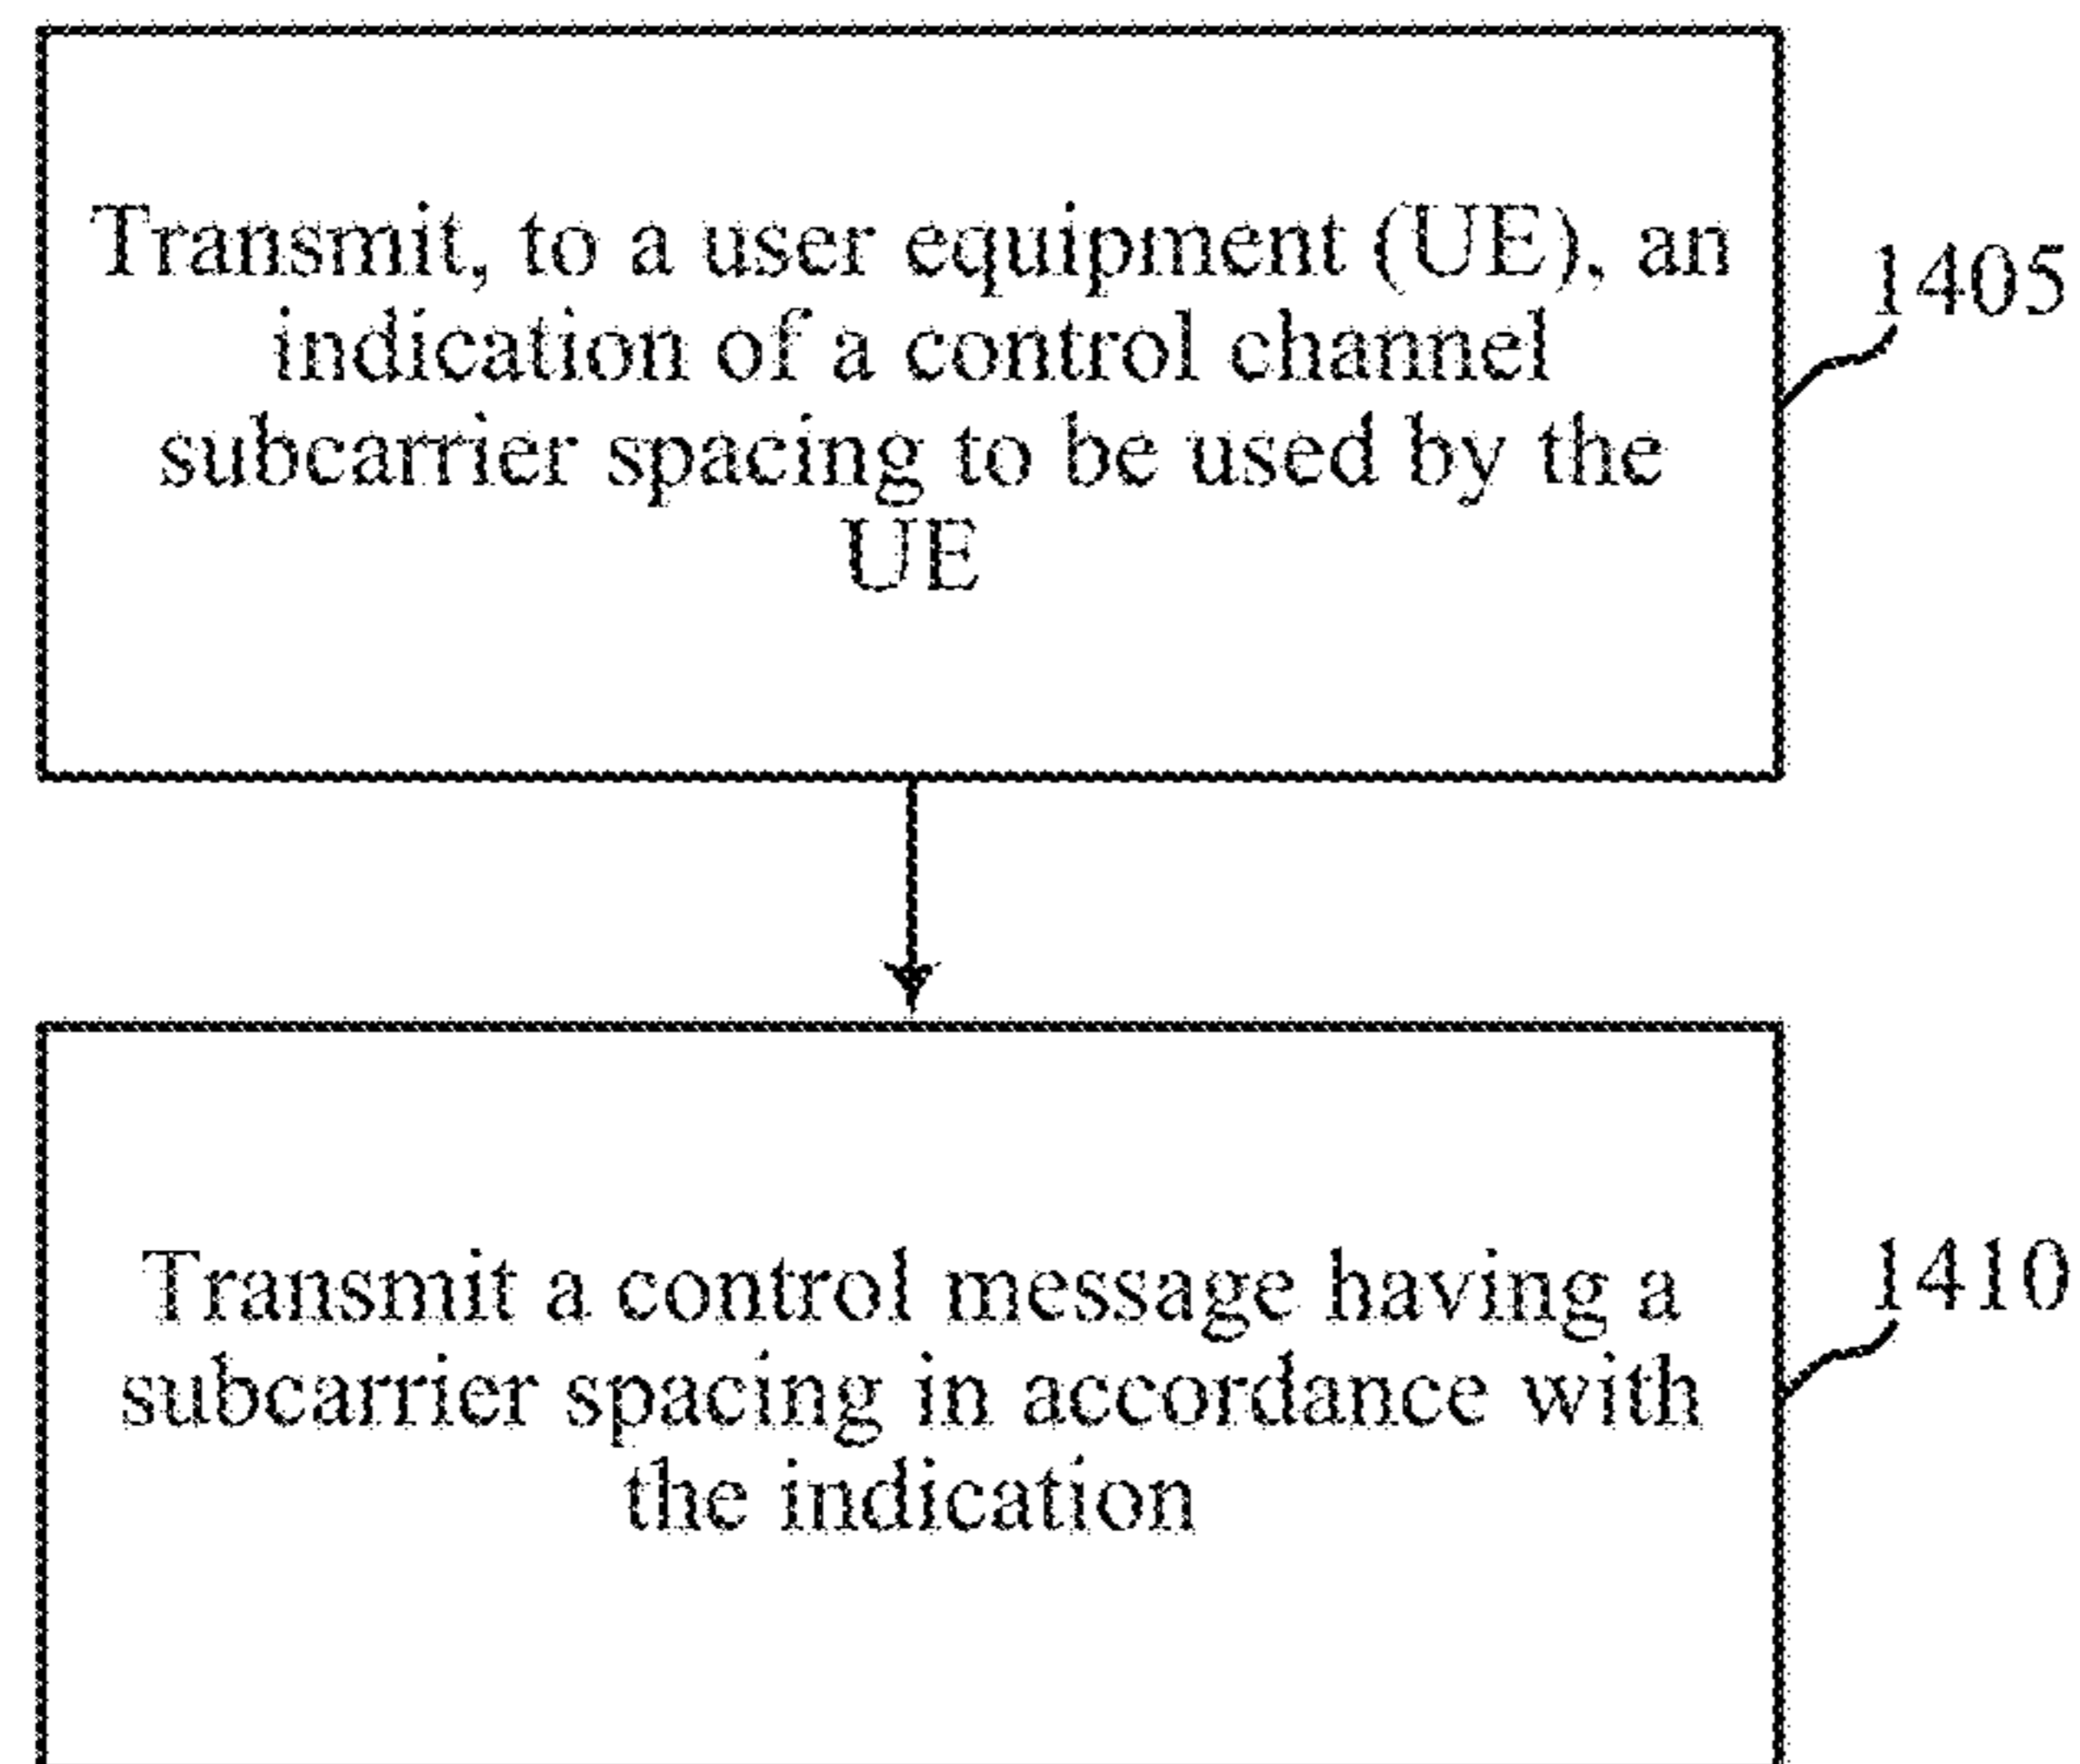 Transmit, to a user equipment (UE), an
indication of a control channel
subcarrier spacing to be used by the
UE
1405
Transmit a control message having a
subcarrier spacing in accordance with
the indication
1410